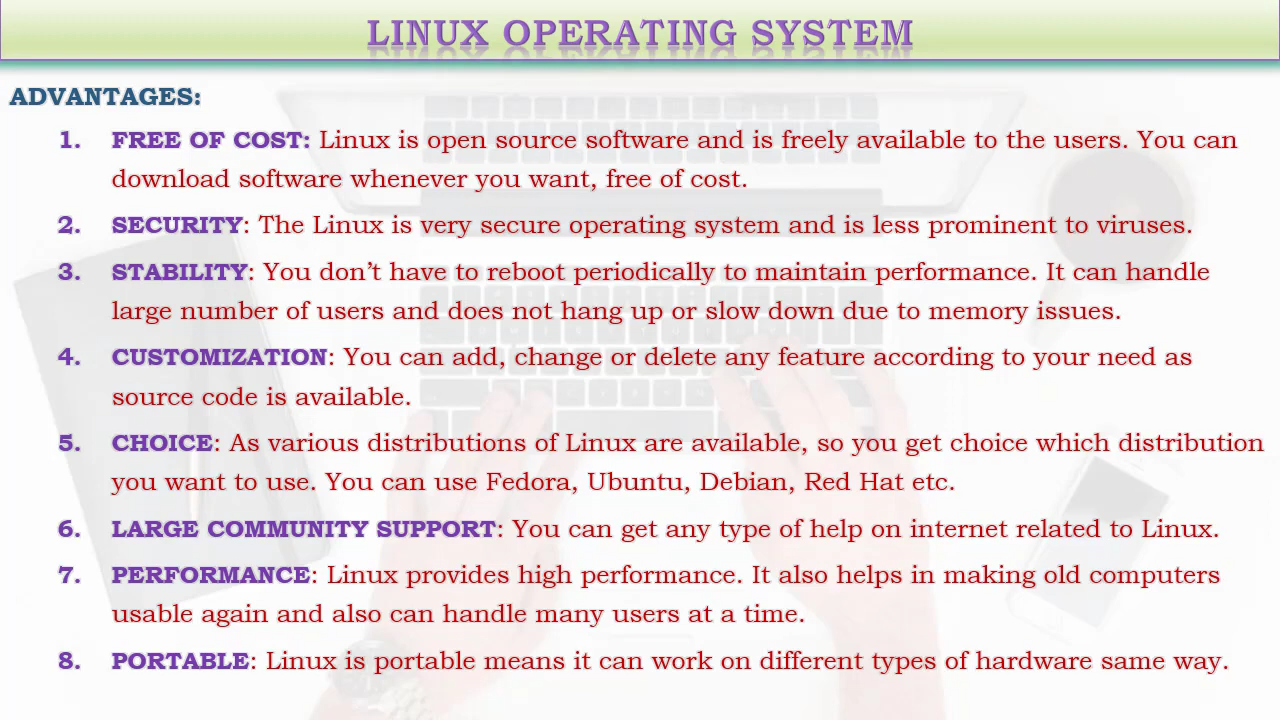 LINUX OPERATING SYSTEM
ADVANTAGES:
1. FREE OF COST: Linux is open source software and is freely available to the users. You can
download software whenever you want, free of cost.
2. SECURITY: The Linux is very secure operating system and is less prominent to viruses.
3. STABILITY: You don’t have to reboot periodically to maintain performance. It can handle
large number of users and does not hang up or slow down due to memory issues.
4. CUSTOMIZATION: You can add, change or delete any feature according to your need as
source code is available.
5. CHOICE: As various distributions of Linux are available, so you get choice which distribution
you want to use. You can use Fedora, Ubuntu, Debian, Red Hat etc.
6. LARGE COMMUNITY SUPPORT: You can get any type of help on internet related to Linux.
7. PERFORMANCE: Linux provides high performance. It also helps in making old computers
usable again and also can handle many users at a time.
8. PORTABLE: Linux is portable means it can work on different types of hardware same way.